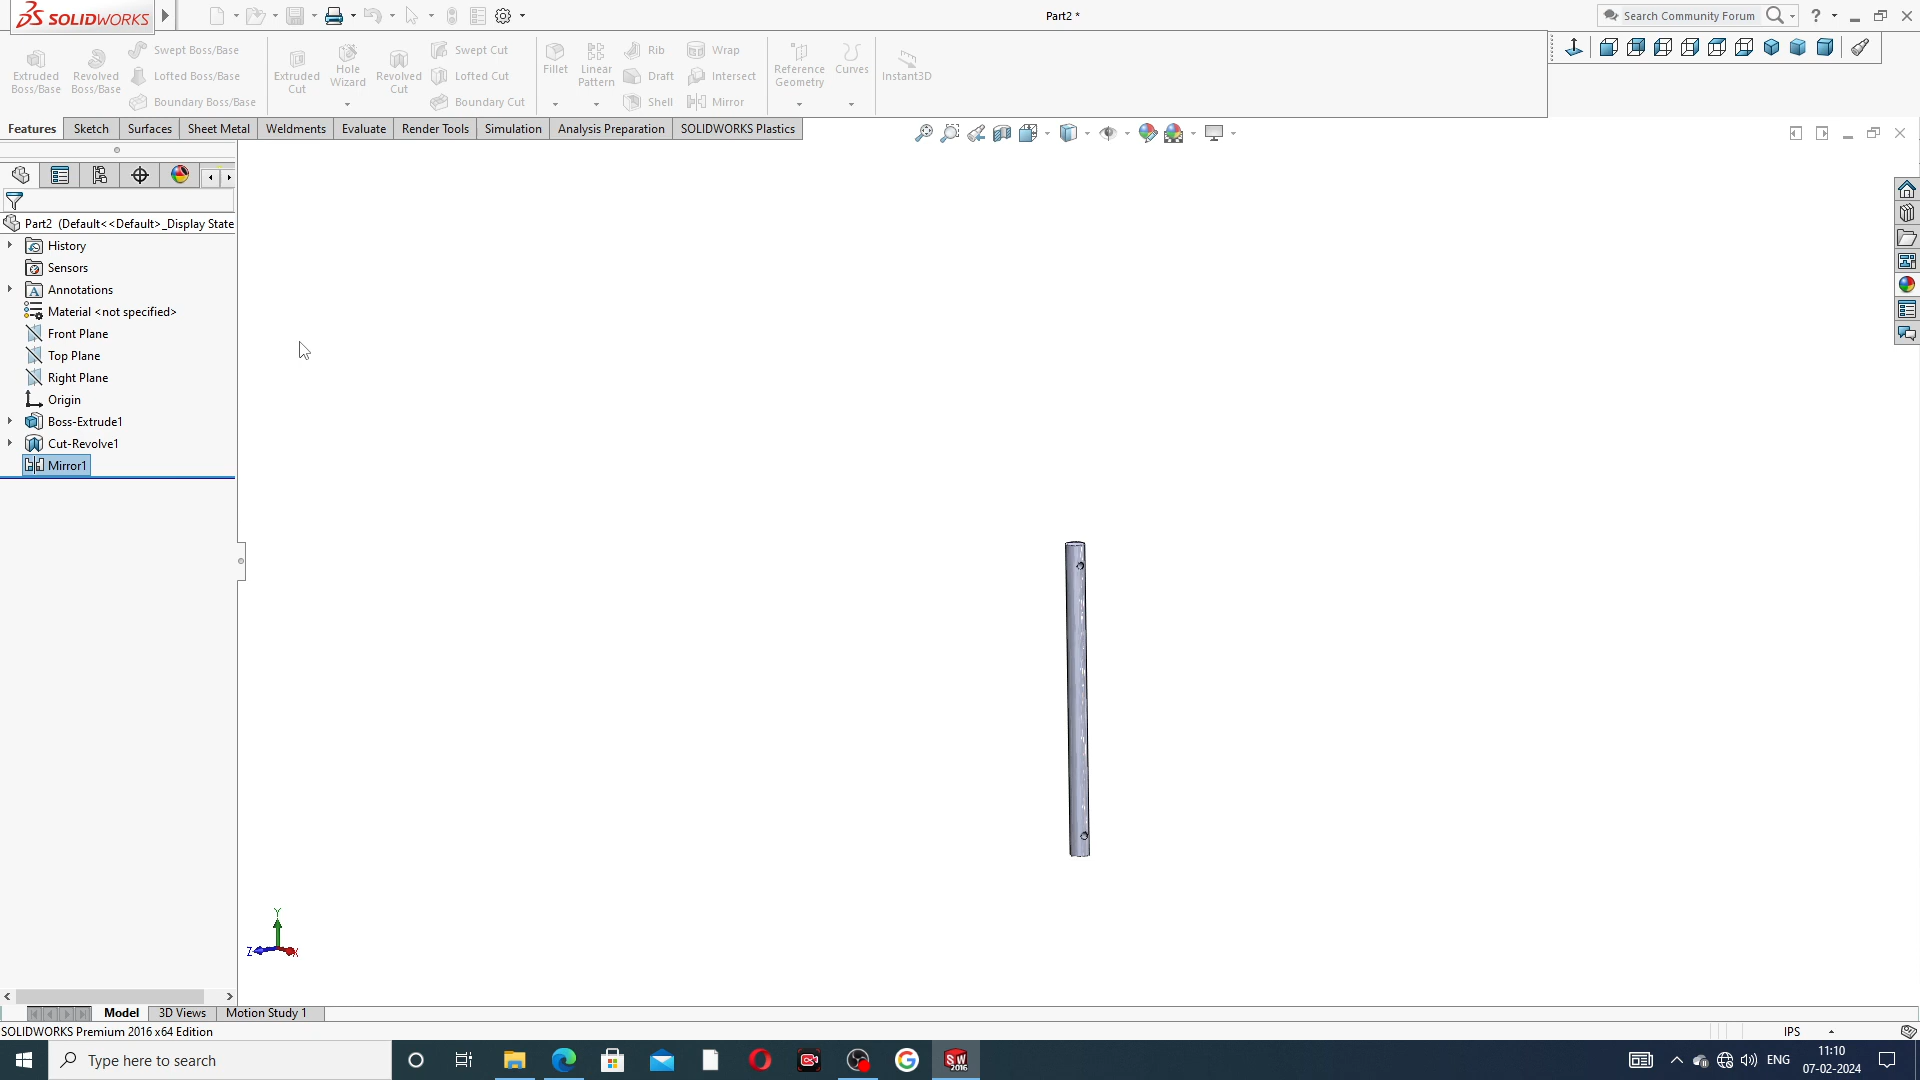 SOLIDWORKS
Part2 *
Search Community Forum
?
Extruded Boss/Base
Revolved Boss/Base
Swept Boss/Base
Lofted Boss/Base
Boundary Boss/Base
Extruded Cut
Hole Wizard
Revolved Cut
Swept Cut
Lofted Cut
Boundary Cut
Fillet
Linear Pattern
Rib
Draft
Shell
Wrap
Intersect
Mirror
Reference Geometry
Curves
Instant3D
Features
Sketch
Surfaces
Sheet Metal
Weldments
Evaluate
Render Tools
Simulation
Analysis Preparation
SOLIDWORKS Plastics
Part2 (Default<<Default>_Display State
History
Sensors
Annotations
Material <not specified>
Front Plane
Top Plane
Right Plane
Origin
Boss-Extrude1
Cut-Revolve1
Mirror1
Y
Z
X
Model
3D Views
Motion Study 1
SOLIDWORKS Premium 2016 x64 Edition
IPS
Type here to search
SW
2016
ENG
11:10
07-02-2024